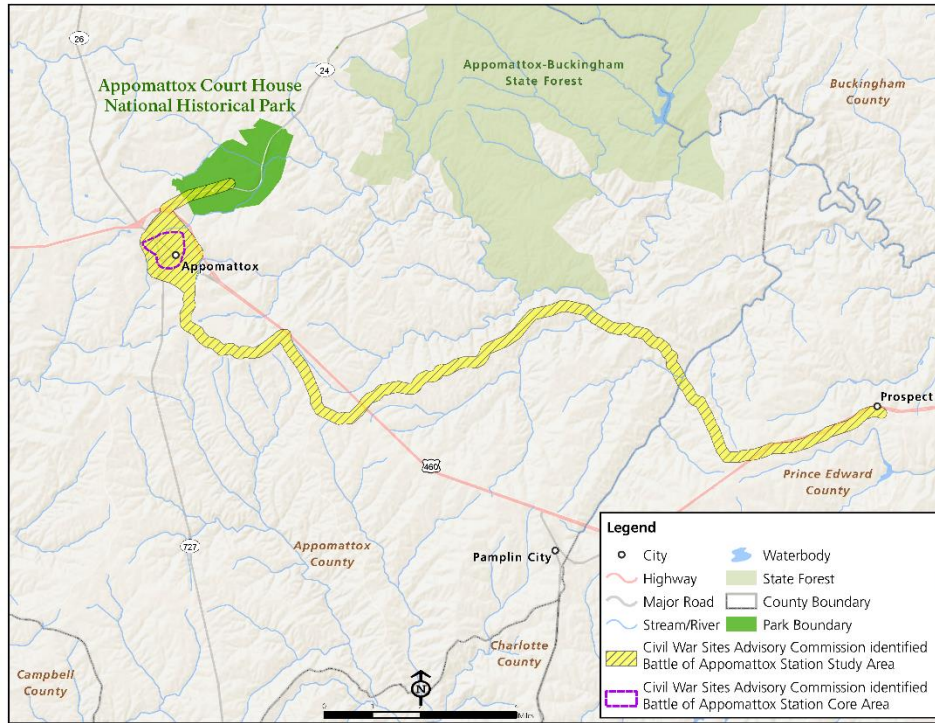 26
24
Appomattox-Buckingham
State Forest
Buckingham
County
Appomattox Court House
National Historical Park
Appomattox
Prospect
460
Prince Edward
County
727
Appomattox
County
Pamplin City
Charlotte
County
Campbell
County
N
0
1
Miles
Legend
City
Waterbody
Highway
State Forest
Major Road
County Boundary
Stream/River
Park Boundary
Civil War Sites Advisory Commission identified
Battle of Appomattox Station Study Area
Civil War Sites Advisory Commission identified
Battle of Appomattox Station Core Area